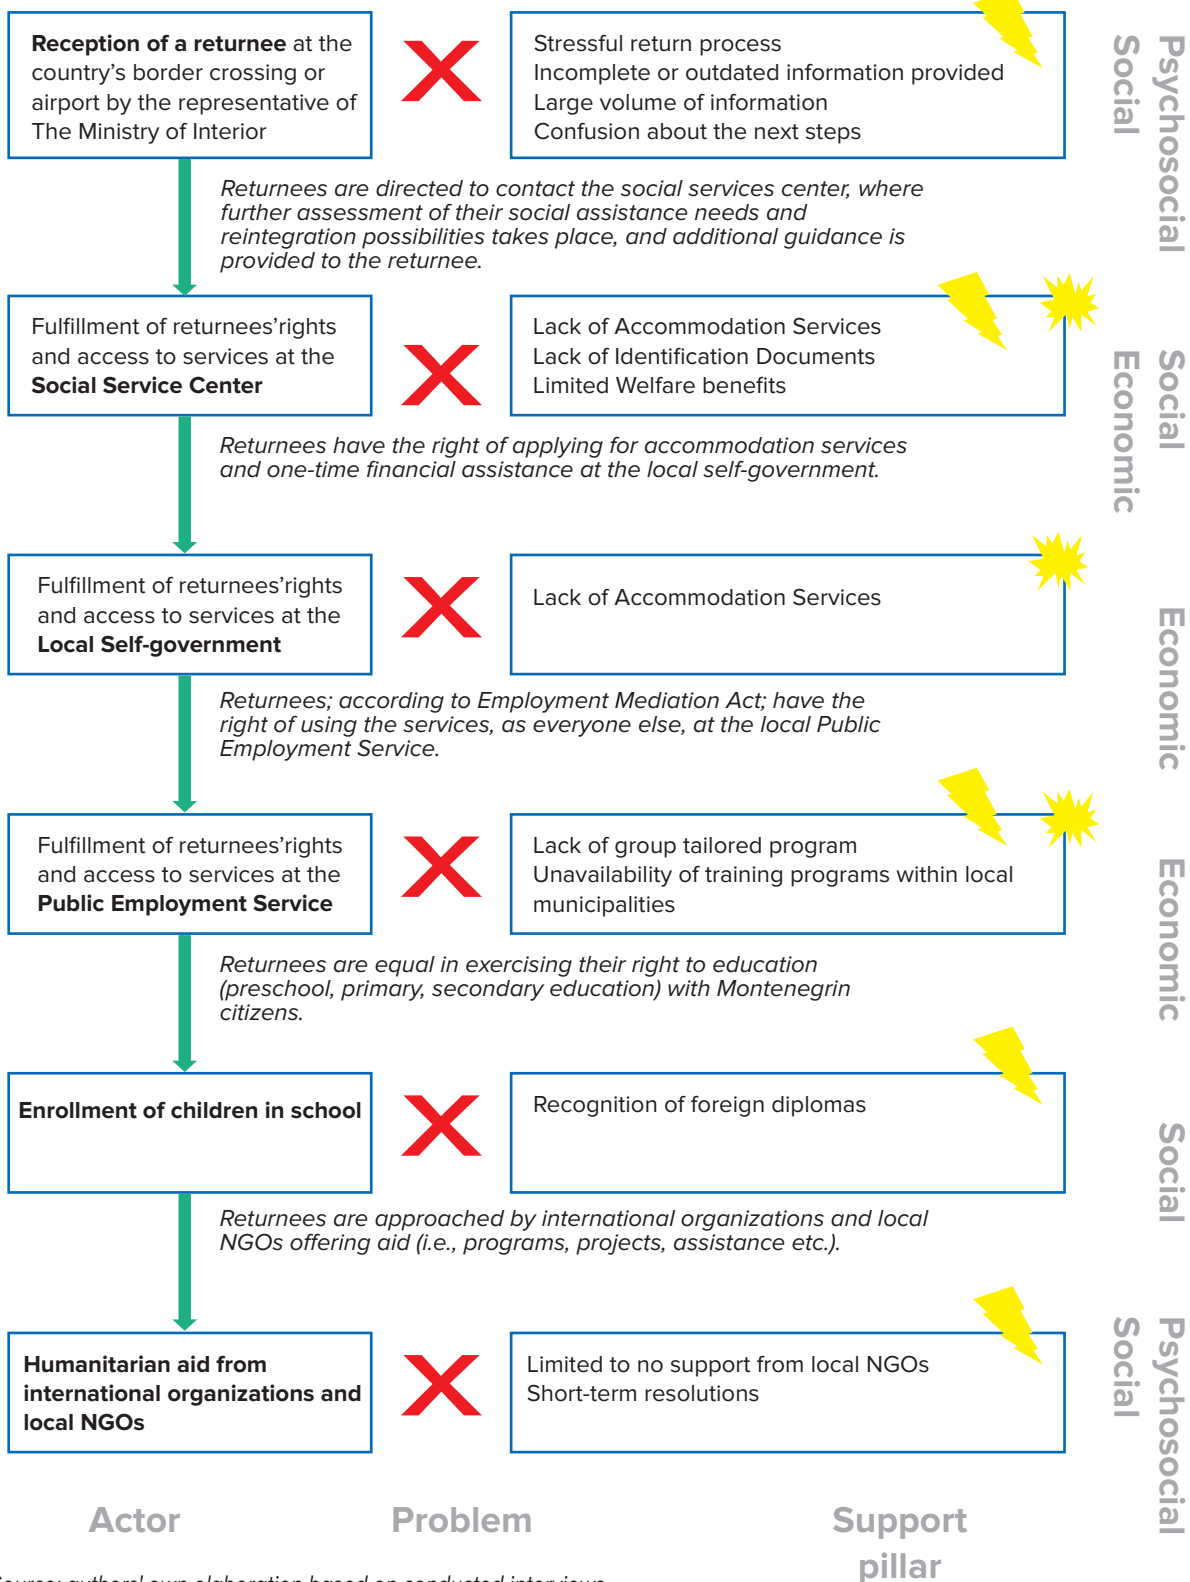 Reception of a returnee at the
country's border crossing or
airport by the representative of
The Ministry of Interior
Stressful return process
Incomplete or outdated information provided
Large volume of information
Confusion about the next steps
Psychosocial
Social
Returnees are directed to contact the social services center, where
further assessment of their social assistance needs and
reintegration possibilities takes place, and additional guidance is
provided to the returnee.
Fulfillment of returnees'rights
and access to services at the
Social Service Center
Lack of Accommodation Services
Lack of Identification Documents
Limited Welfare benefits
Social
Economic
Returnees have the right of applying for accommodation services
and one-time financial assistance at the local self-government.
Fulfillment of returnees'rights
and access to services at the
Local Self-government
Lack of Accommodation Services
Economic
Returnees; according to Employment Mediation Act; have the
right of using the services, as everyone else, at the local Public
Employment Service.
Fulfillment of returnees'rights
and access to services at the
Public Employment Service
Lack of group tailored program
Unavailability of training programs within local
municipalities
Economic
Returnees are equal in exercising their right to education
(preschool, primary, secondary education) with Montenegrin
citizens.
Enrollment of children in school
Recognition of foreign diplomas
Social
Returnees are approached by international organizations and local
NGOs offering aid (i.e., programs, projects, assistance etc.).
Humanitarian aid from
international organizations and
local NGOs
Limited to no support from local NGOs
Short-term resolutions
Psychosocial
Social
Actor
Problem
Support
pillar
Source: authors' own elaboration based on conducted interviews